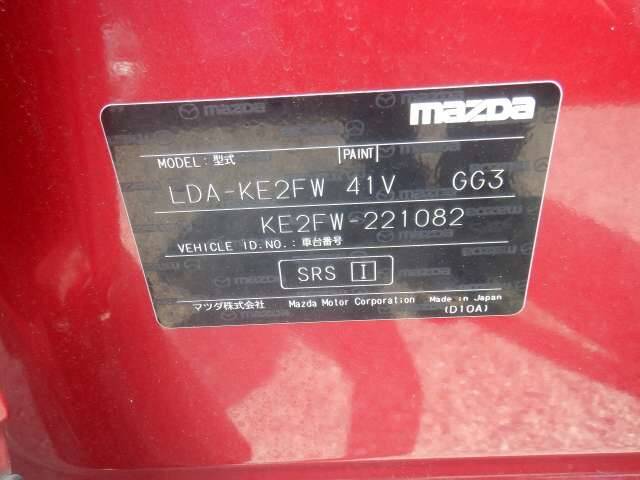 mazda
MODEL:型式 PAINT
LDA-KE2FW 41V GG3
KE2FW-221082
VEHICLE ID.NO.:車台番号
SRS I
マツダ株式会社 Mazda Motor Corporation Made in Japan
(D10A)